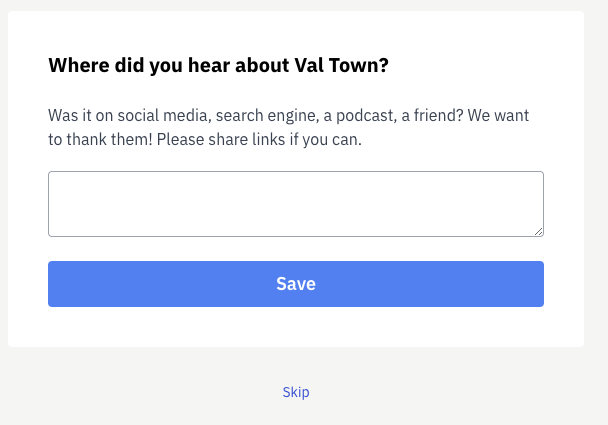 Where did you hear about Val Town?
Was it on social media, search engine, a podcast, a friend? We want
to thank them! Please share links if you can.
Save
Skip